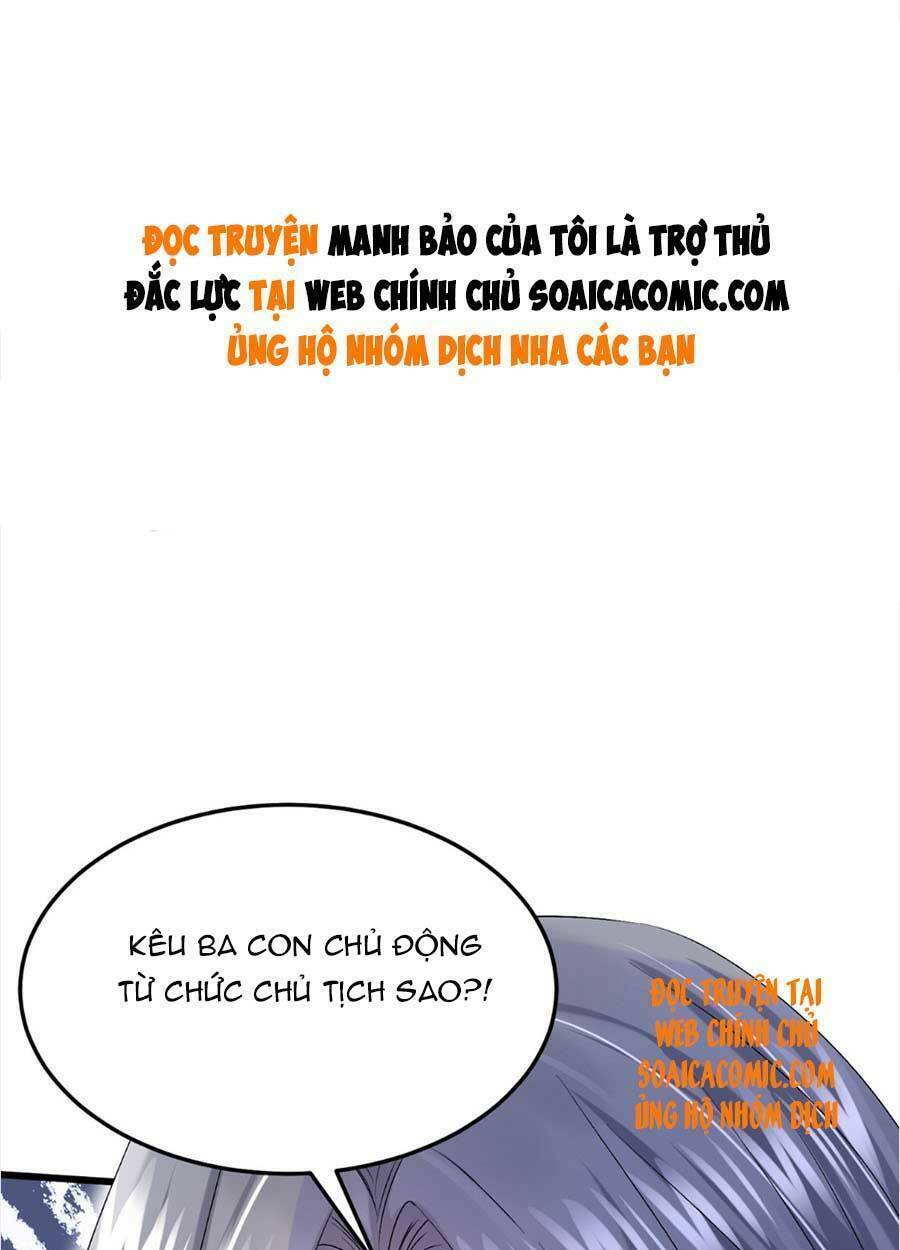 ĐỌC TRUYỆN MANH BẢO CỦA TÔI LÀ TRỢ THỦ
ĐẮC LỰC TẠI WEB CHÍNH CHỦ SOAICACOMIC.COM
ỦNG HỘ NHÓM DỊCH NHA CÁC BẠN
KÊU BA CON CHỦ ĐỘNG
TỪ CHỨC CHỦ TỊCH SAO?!
ĐỌC TRUYỆN TẠI
WEB CHÍNH CHỦ
SOAICACOMIC.COM
ỦNG HỘ NHÓM DỊCH